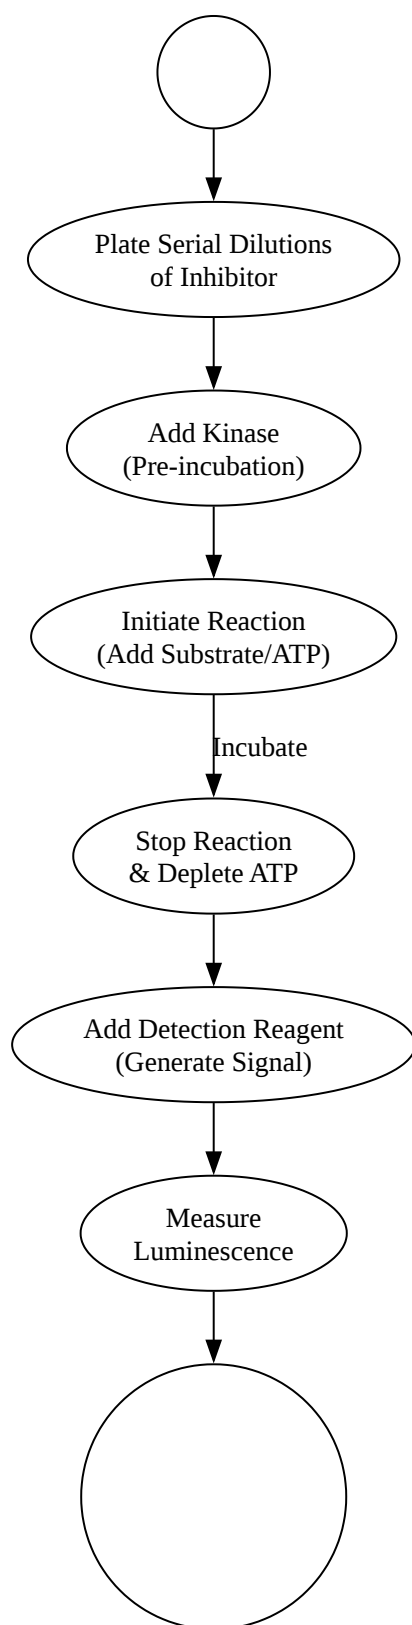 Plate Serial Dilutions
of Inhibitor
Add Kinase
(Pre-incubation)
Initiate Reaction
(Add Substrate/ATP)
Incubate
Stop Reaction
& Deplete ATP
Add Detection Reagent
(Generate Signal)
Measure
Luminescence